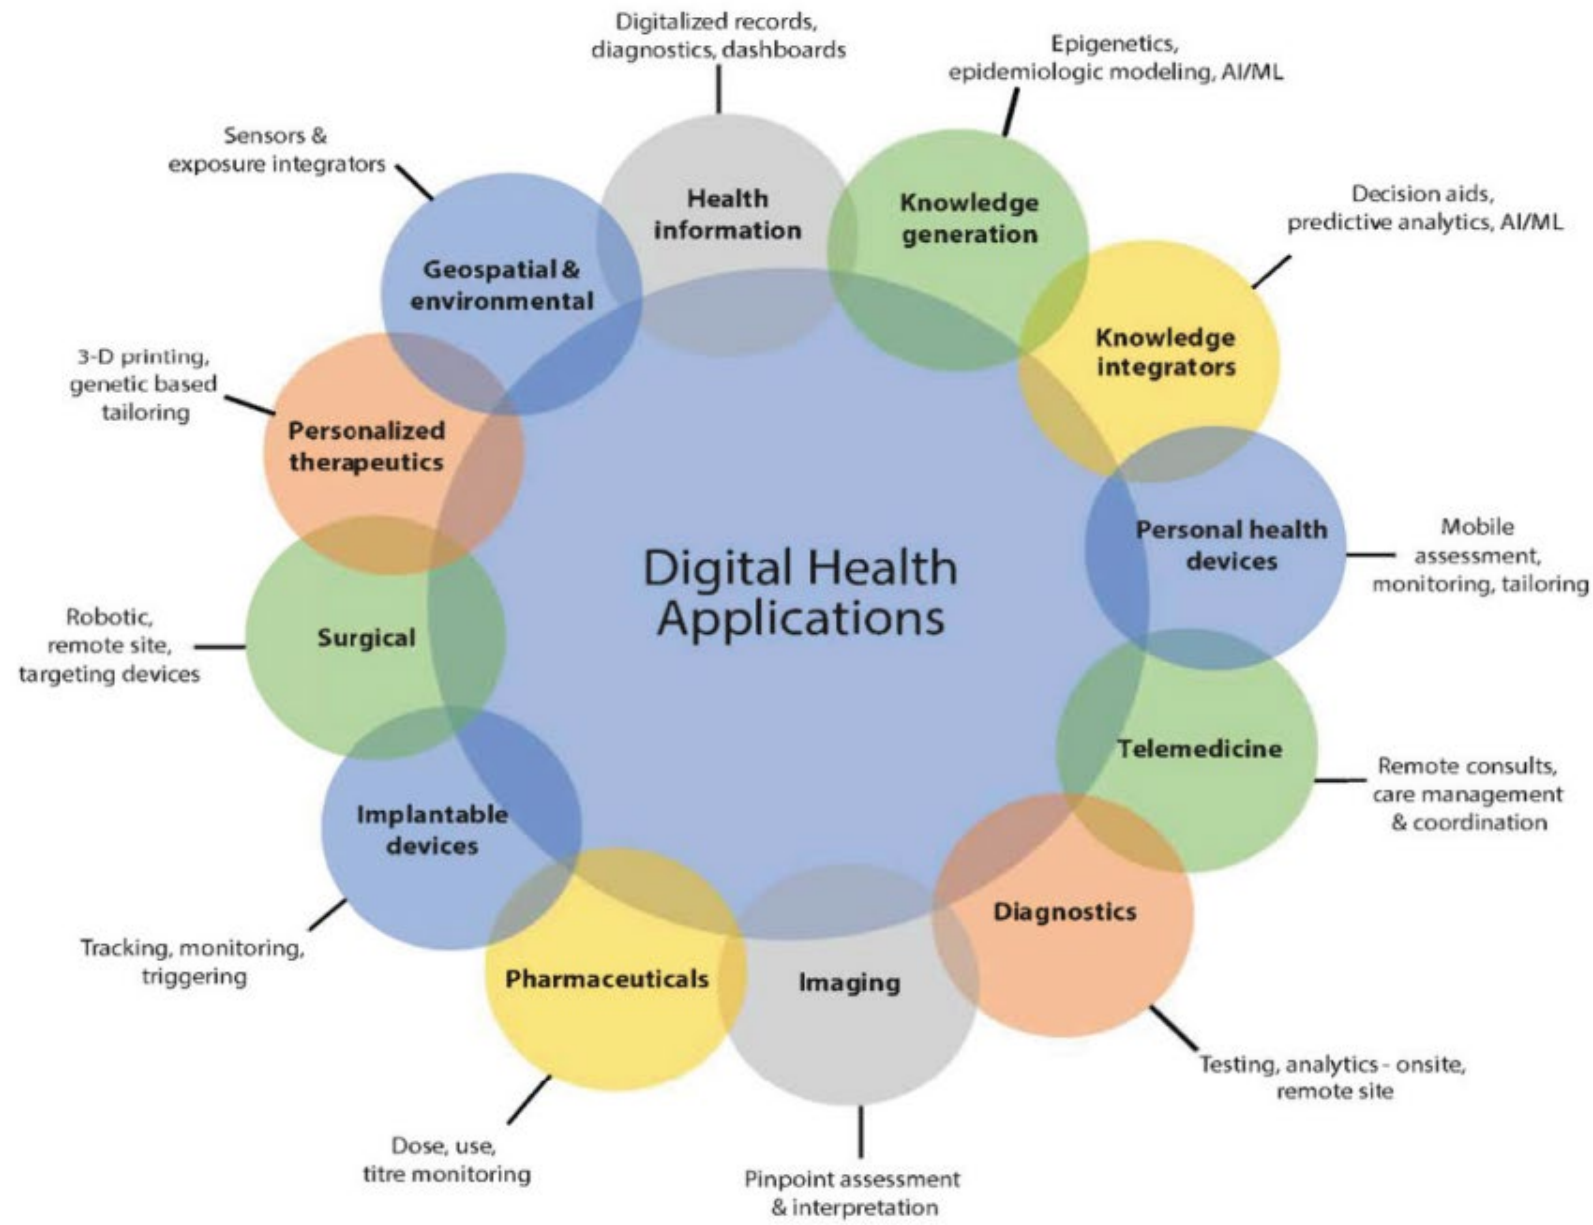 Digitalized records,
diagnostics, dashboards
Health
information
Epigenetics,
epidemiologic modeling, AI/ML
Knowledge
generation
Decision aids,
predictive analytics, AI/ML
Knowledge
integrators
Mobile
assessment,
monitoring, tailoring
Personal health
devices
Remote consults,
care management
& coordination
Telemedicine
Testing, analytics - onsite,
remote site
Diagnostics
Pinpoint assessment
& interpretation
Imaging
Dose, use,
titre monitoring
Pharmaceuticals
Tracking, monitoring,
triggering
Implantable
devices
Robotic,
remote site,
targeting devices
Surgical
3-D printing,
genetic based
tailoring
Personalized
therapeutics
Sensors &
exposure integrators
Geospatial &
environmental
Digital Health
Applications